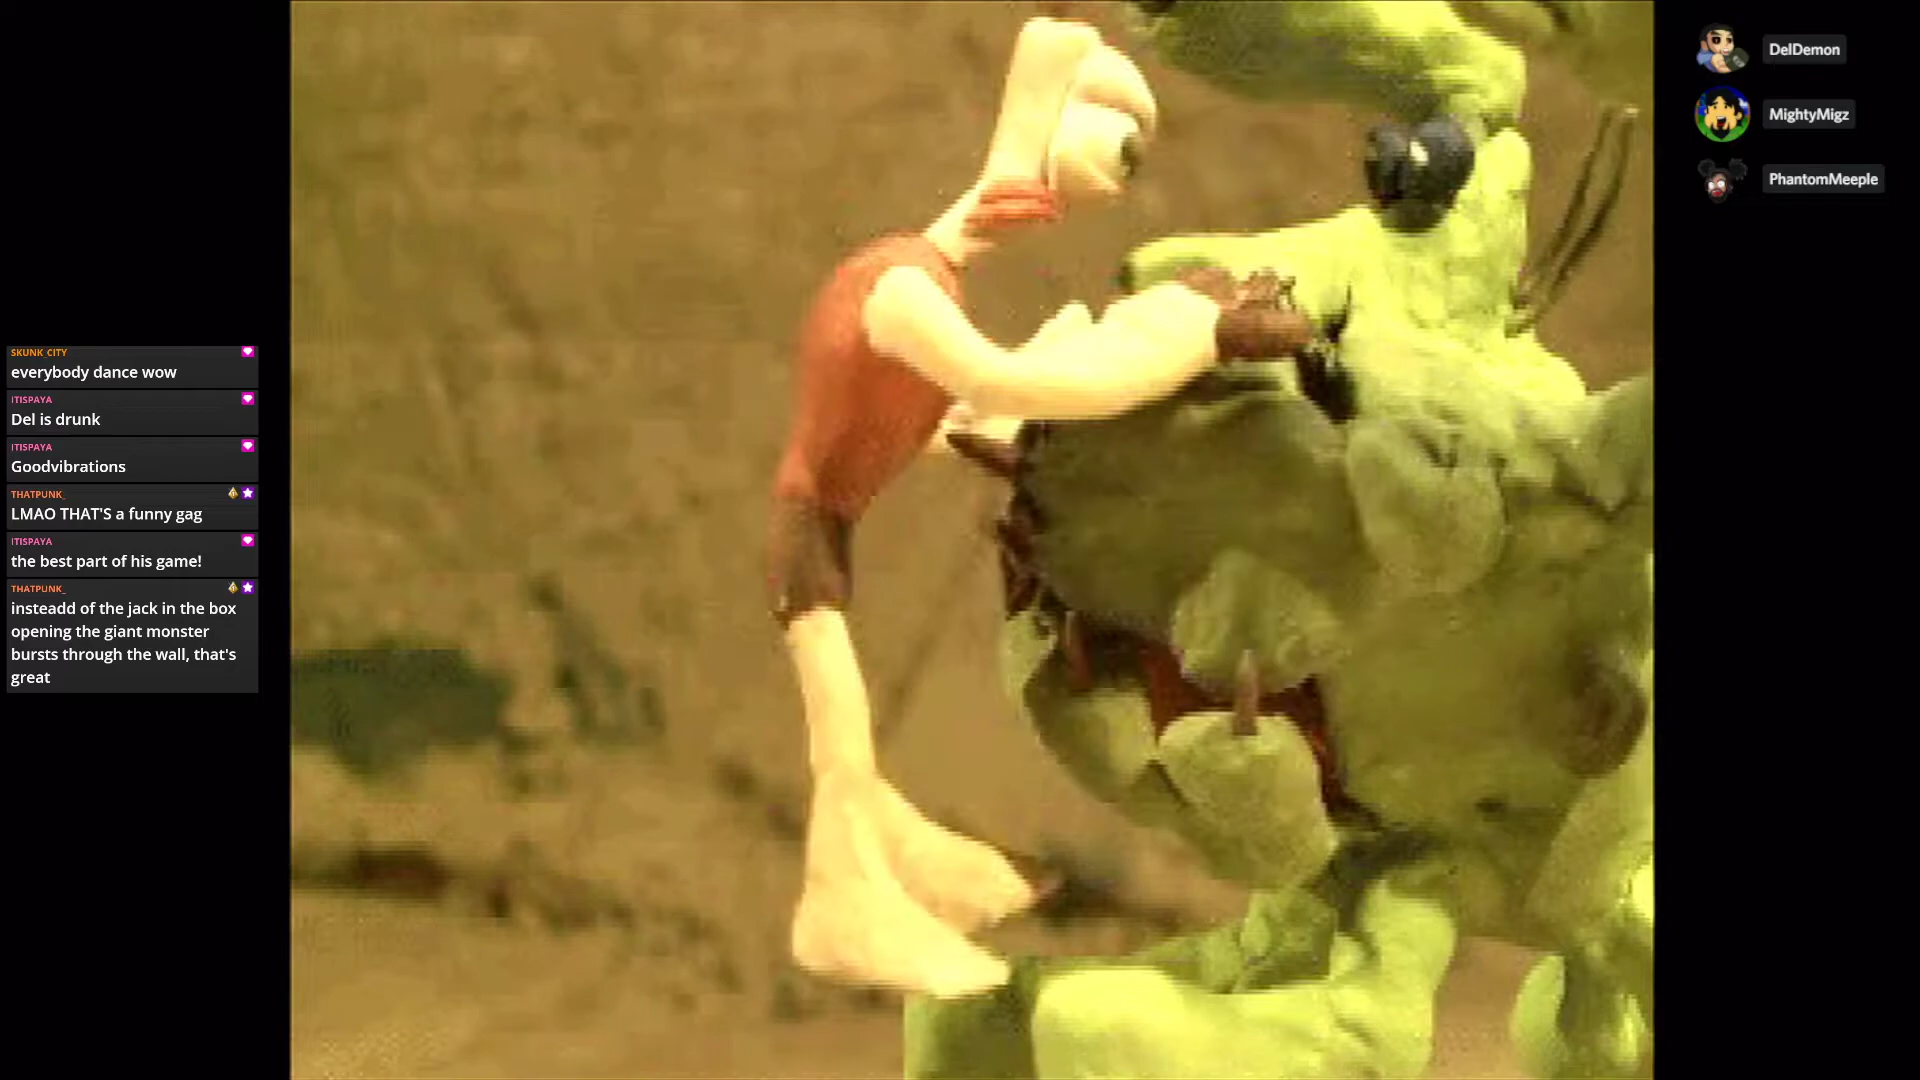 SKUNK_CITY
everybody dance wow
ITISPAYA
Del is drunk
ITISPAYA
Goodvibrations
THATPUNK_
LMAO THAT'S a funny gag
ITISPAYA
the best part of his game!
THATPUNK_
insteadd of the jack in the box
opening the giant monster
bursts through the wall, that's
great
DelDemon
MightyMigz
PhantomMeeple